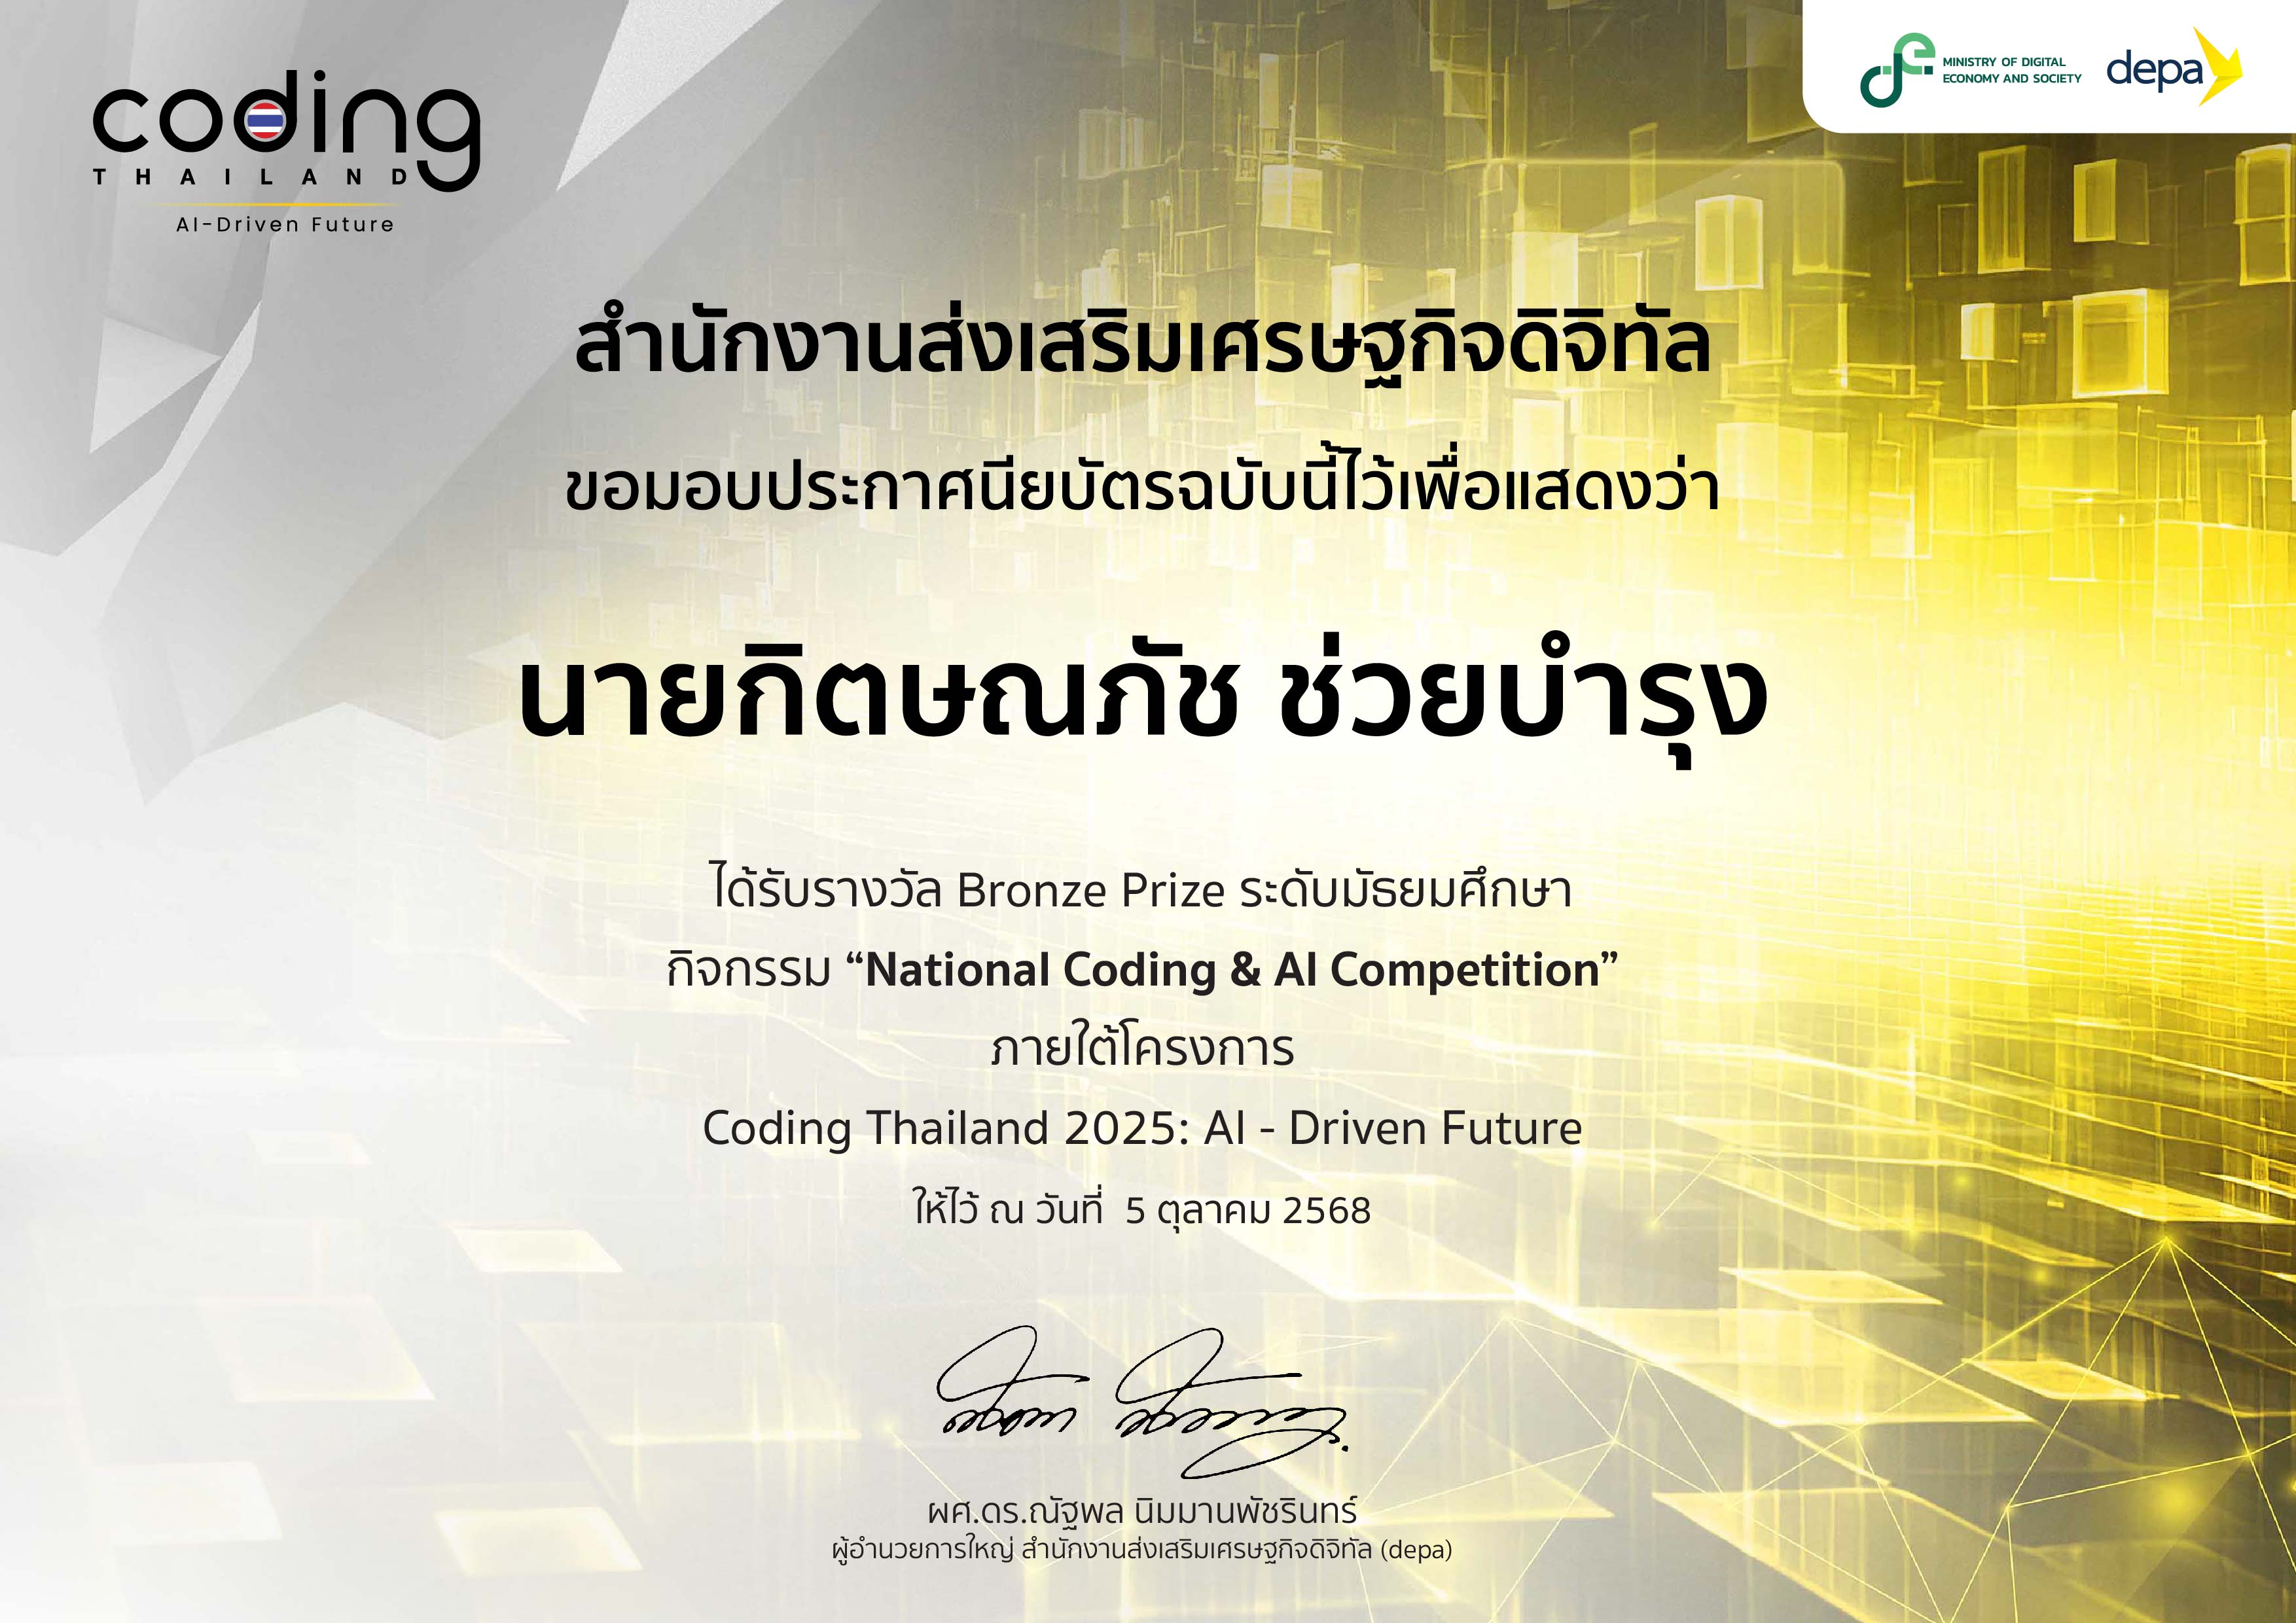 coding
THAILAND
AI-Driven Future
MINISTRY OF DIGITAL
ECONOMY AND SOCIETY
depa
สำนักงานส่งเสริมเศรษฐกิจดิจิทัล
ขอมอบประกาศนียบัตรฉบับนี้ไว้เพื่อแสดงว่า
นายกิตษณภัช ช่วยบำรุง
ได้รับรางวัล Bronze Prize ระดับมัธยมศึกษา
กิจกรรม “National Coding & AI Competition”
ภายใต้โครงการ
Coding Thailand 2025: AI - Driven Future
ให้ไว้ ณ วันที่ 5 ตุลาคม 2568
ผศ.ดร.ณัฐพล นิมมานพัชรินทร์
ผู้อำนวยการใหญ่ สำนักงานส่งเสริมเศรษฐกิจดิจิทัล (depa)